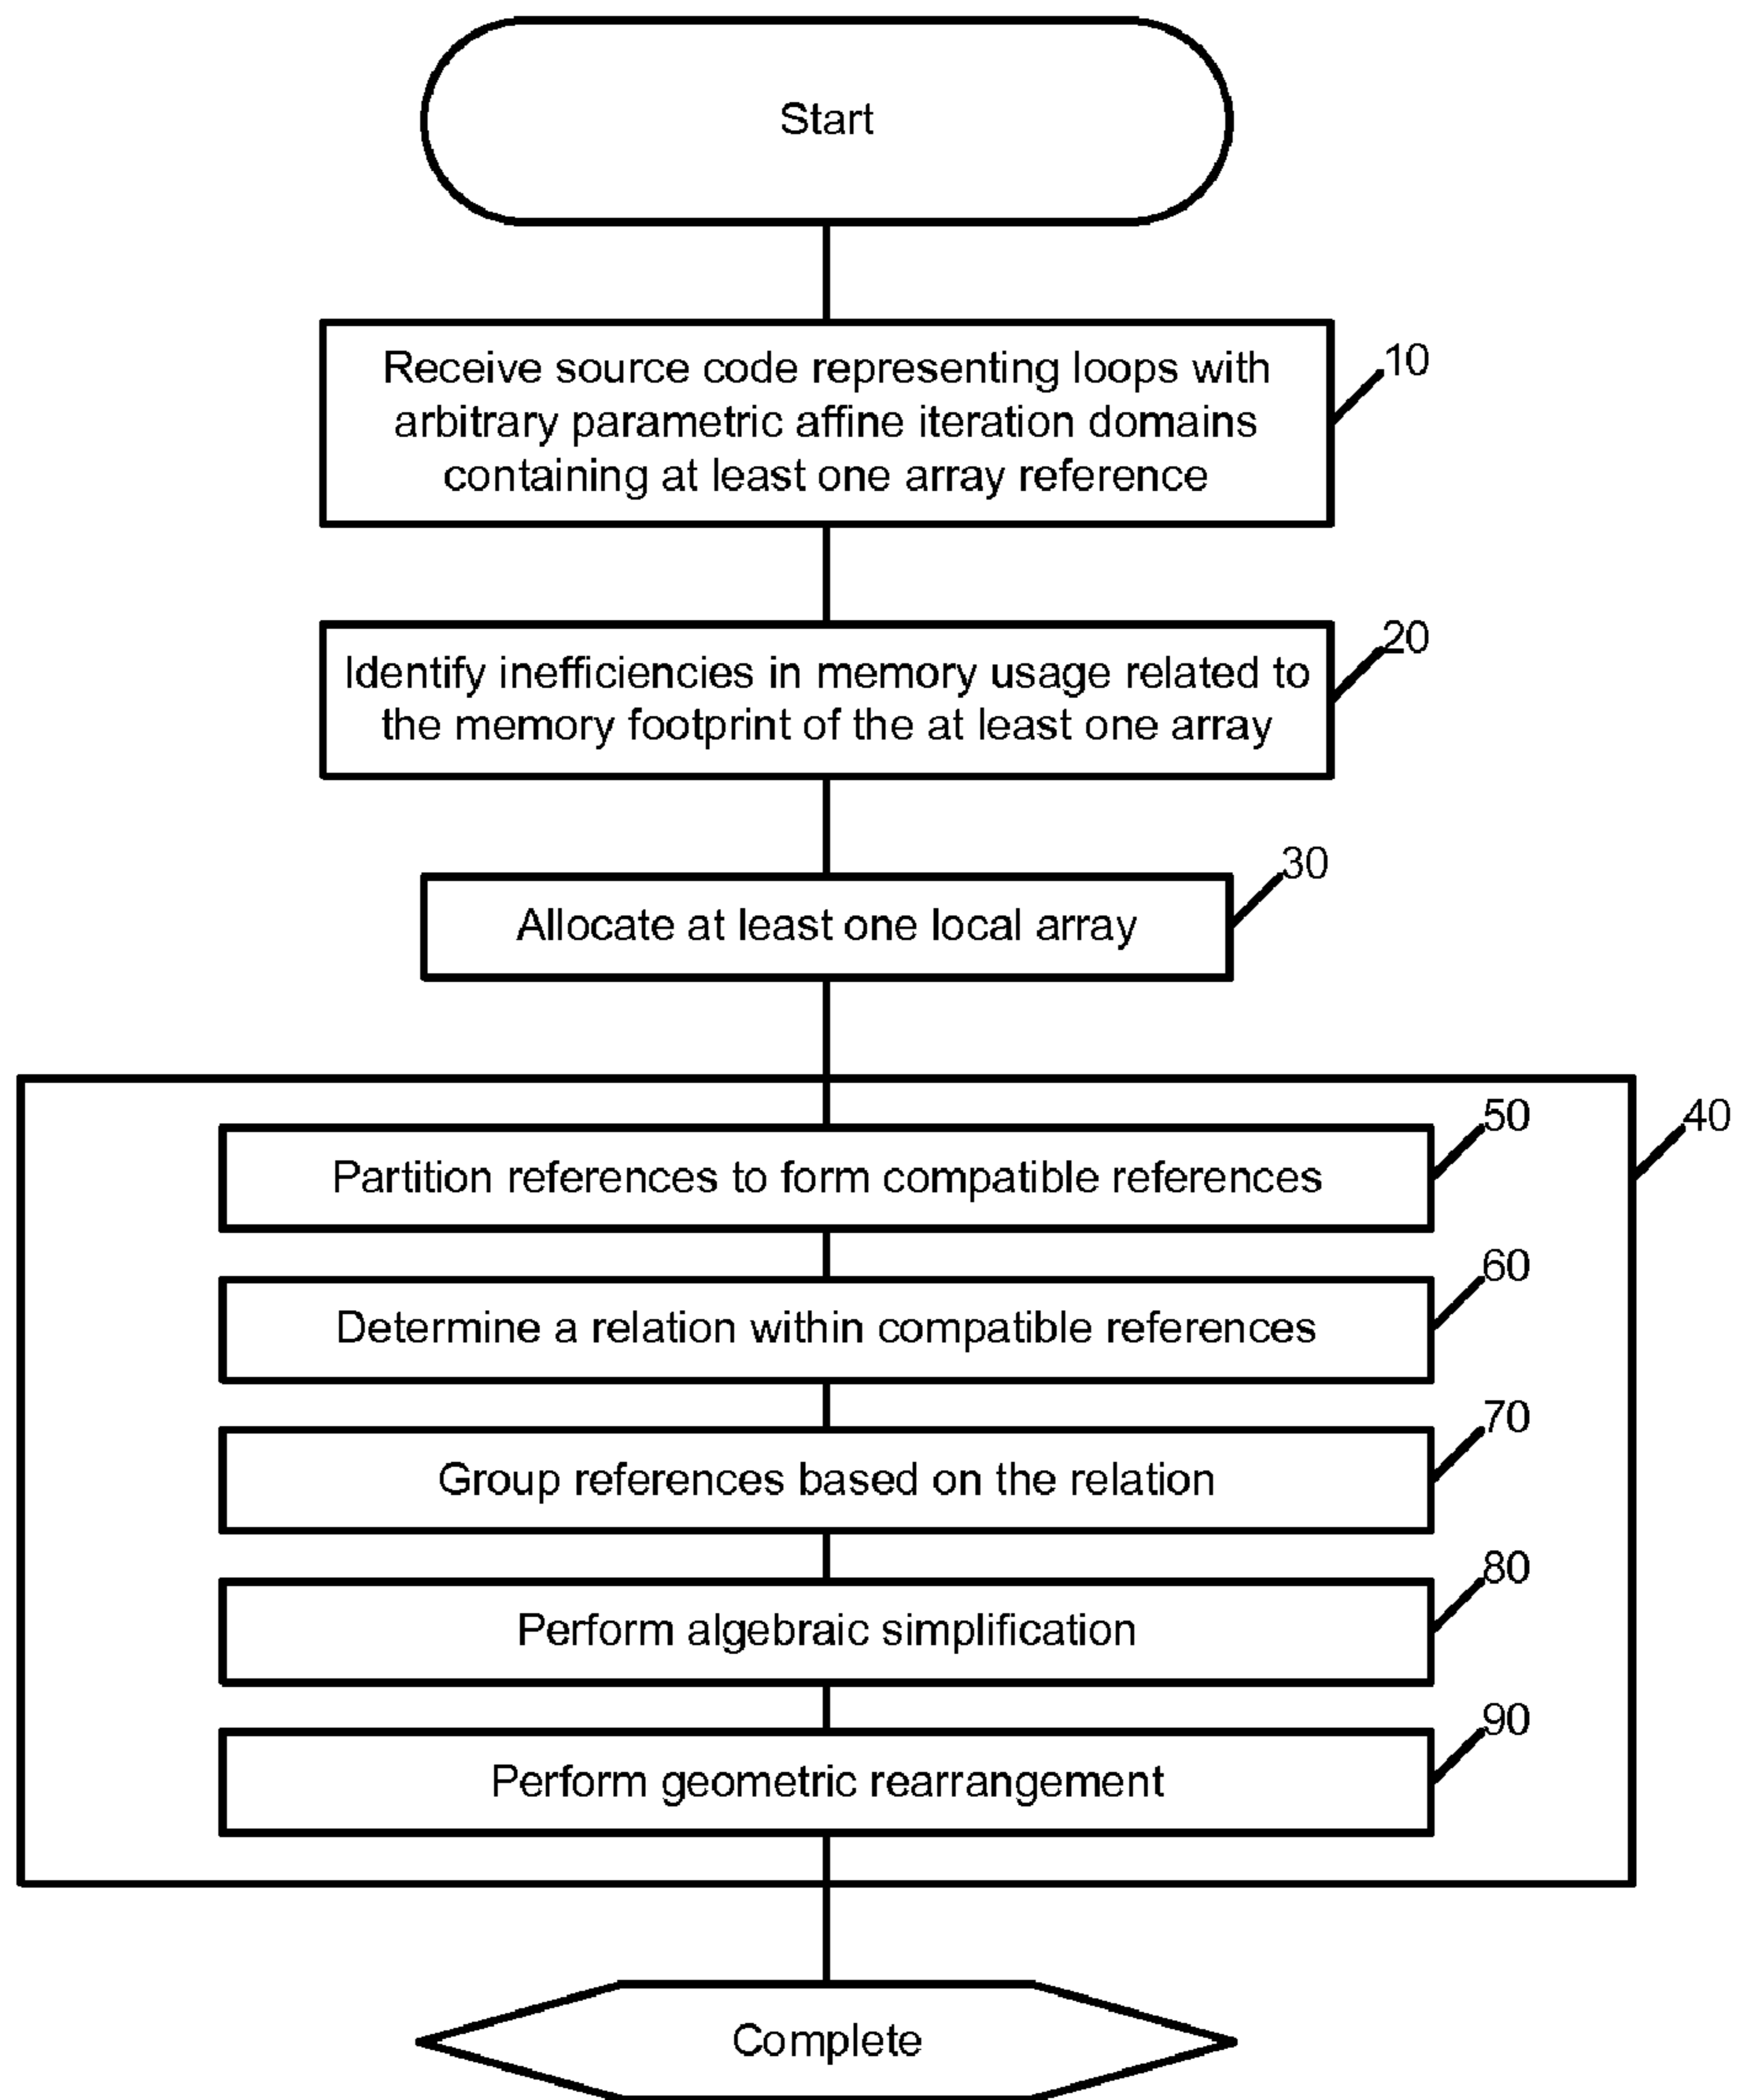 Start
Receive source code representing loops with
arbitrary parametric affine iteration domains
containing at least one array reference
10
Identify inefficiencies in memory usage related to
the memory footprint of the at least one array
20
Allocate at least one local array
30
40
Partition references to form compatible references
50
Determine a relation within compatible references
60
Group references based on the relation
70
Perform algebraic simplification
80
Perform geometric rearrangement
90
Complete